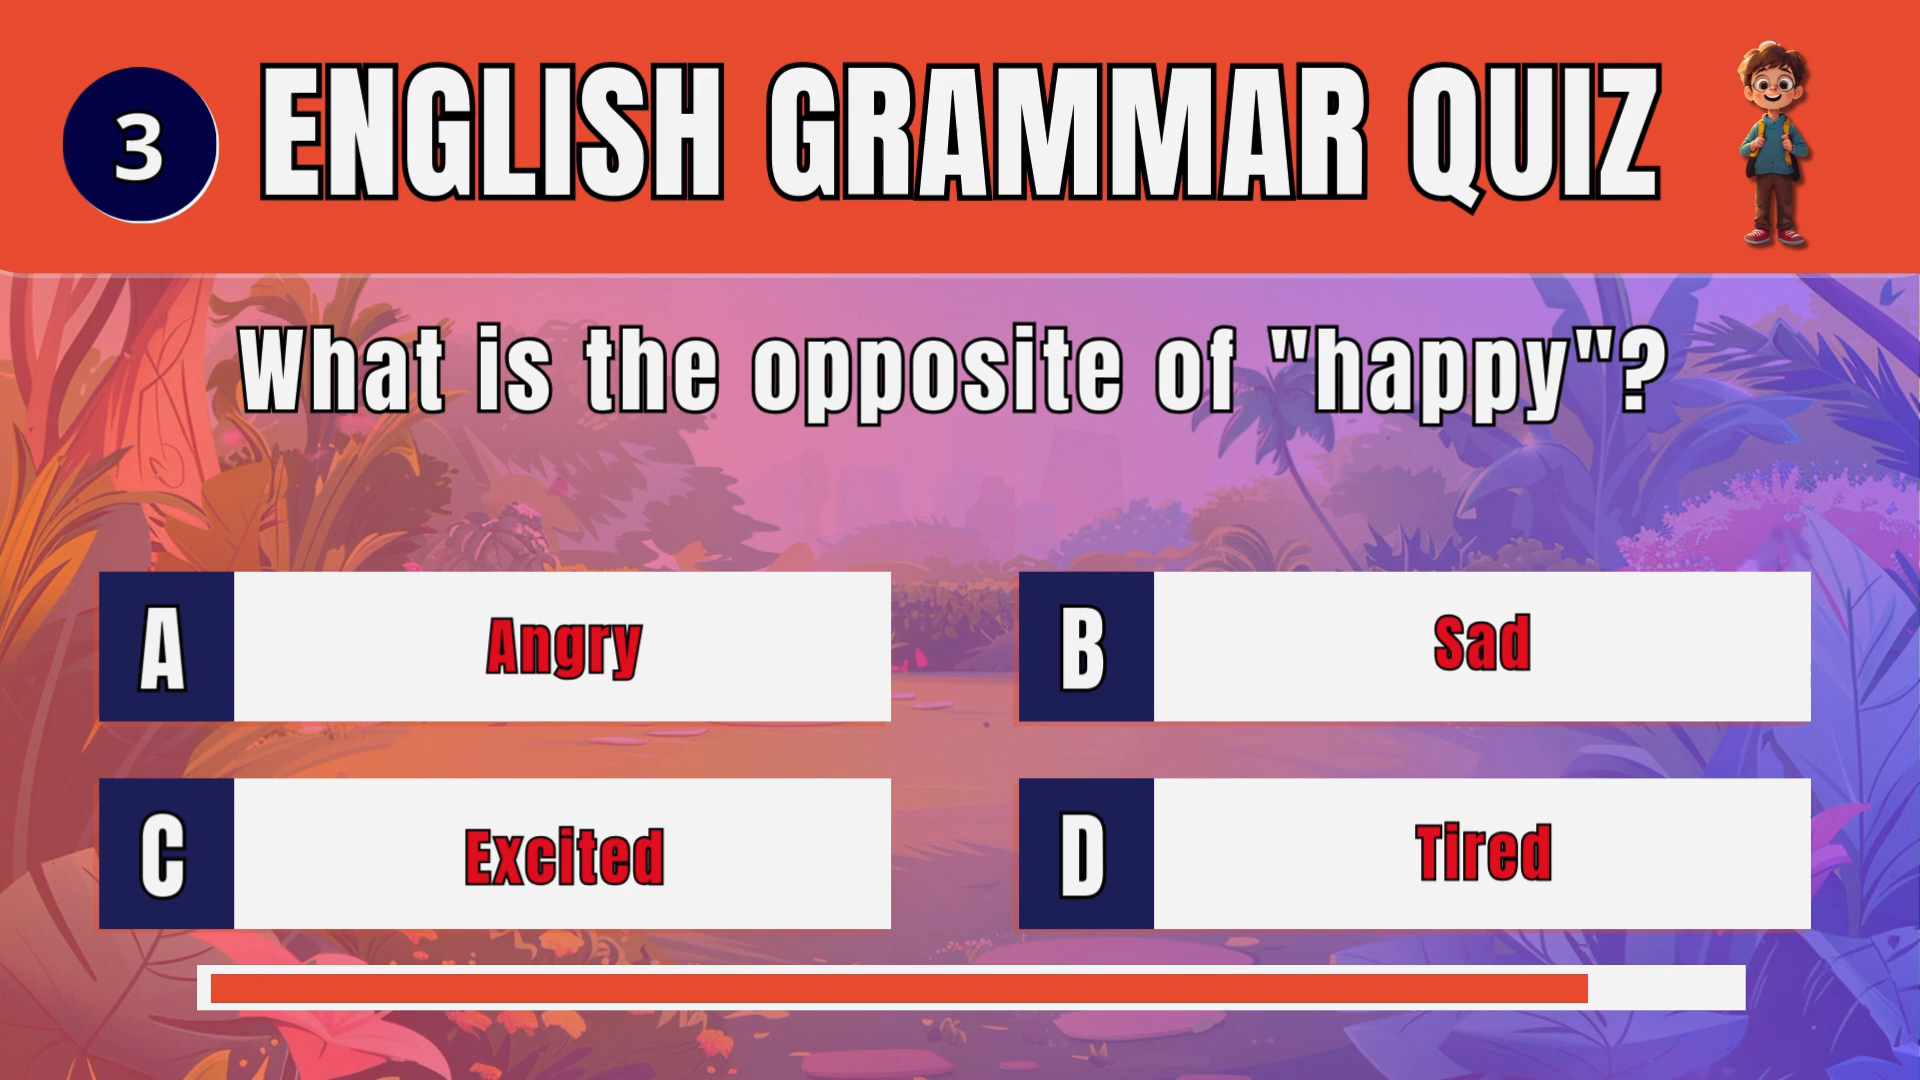 3
ENGLISH GRAMMAR QUIZ
What is the opposite of "happy"?
A Angry
B Sad
C Excited
D Tired